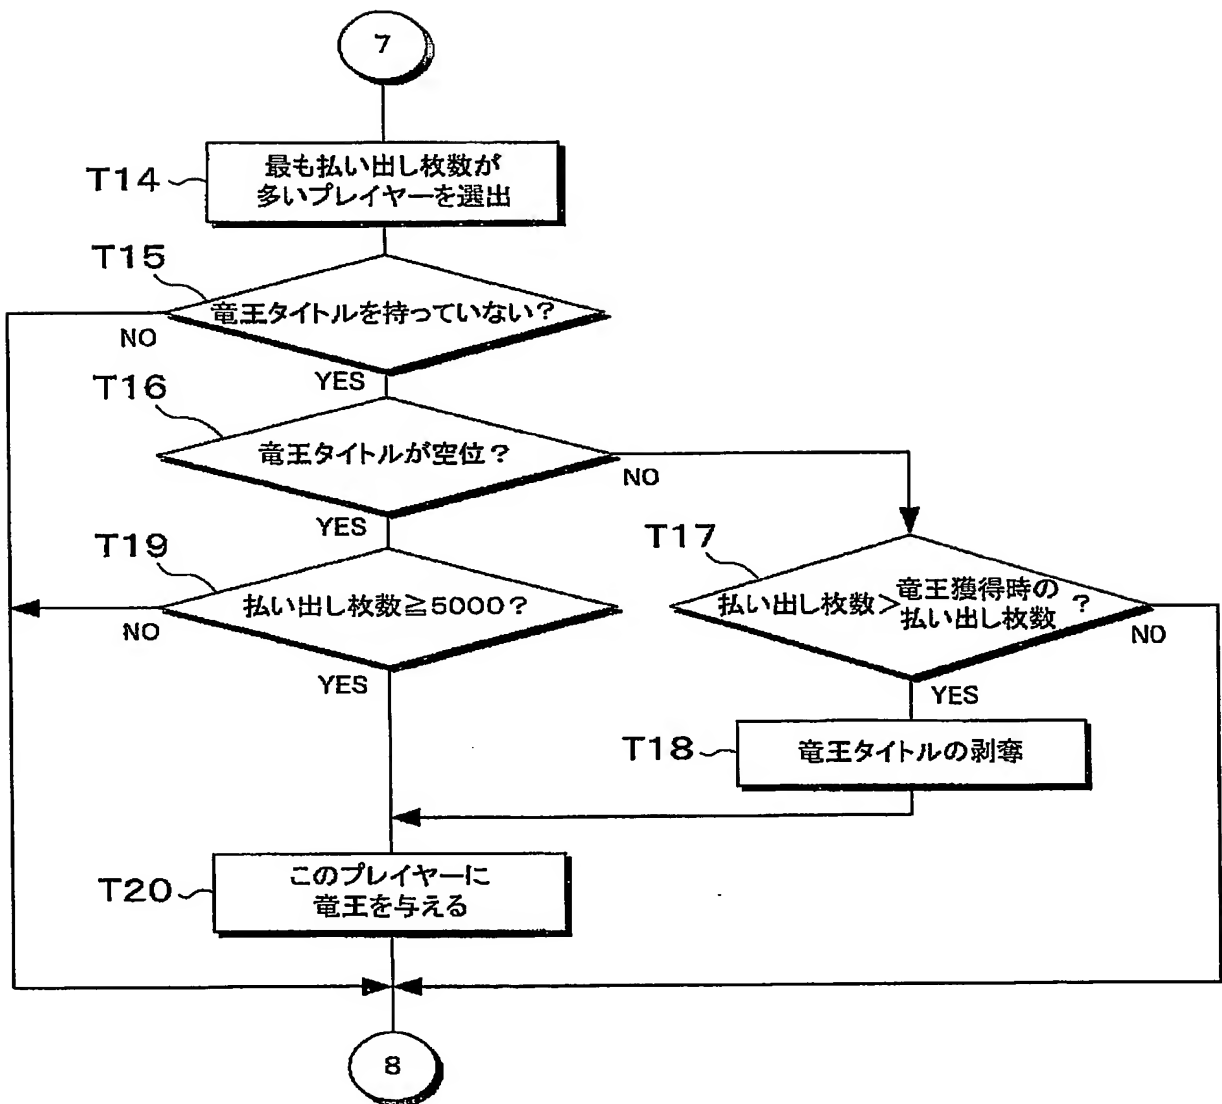 7
T14
最も払い出し枚数が
多いプレイヤーを選出
T15
竜王タイトルを持っていない?
NO
YES
T16
竜王タイトルが空位?
NO
YES
T19
払い出し枚数≧5000?
NO
YES
T17
払い出し枚数>竜王獲得時の
払い出し枚数
?
NO
YES
T18
竜王タイトルの剥奪
T20
このプレイヤーに
竜王を与える
8